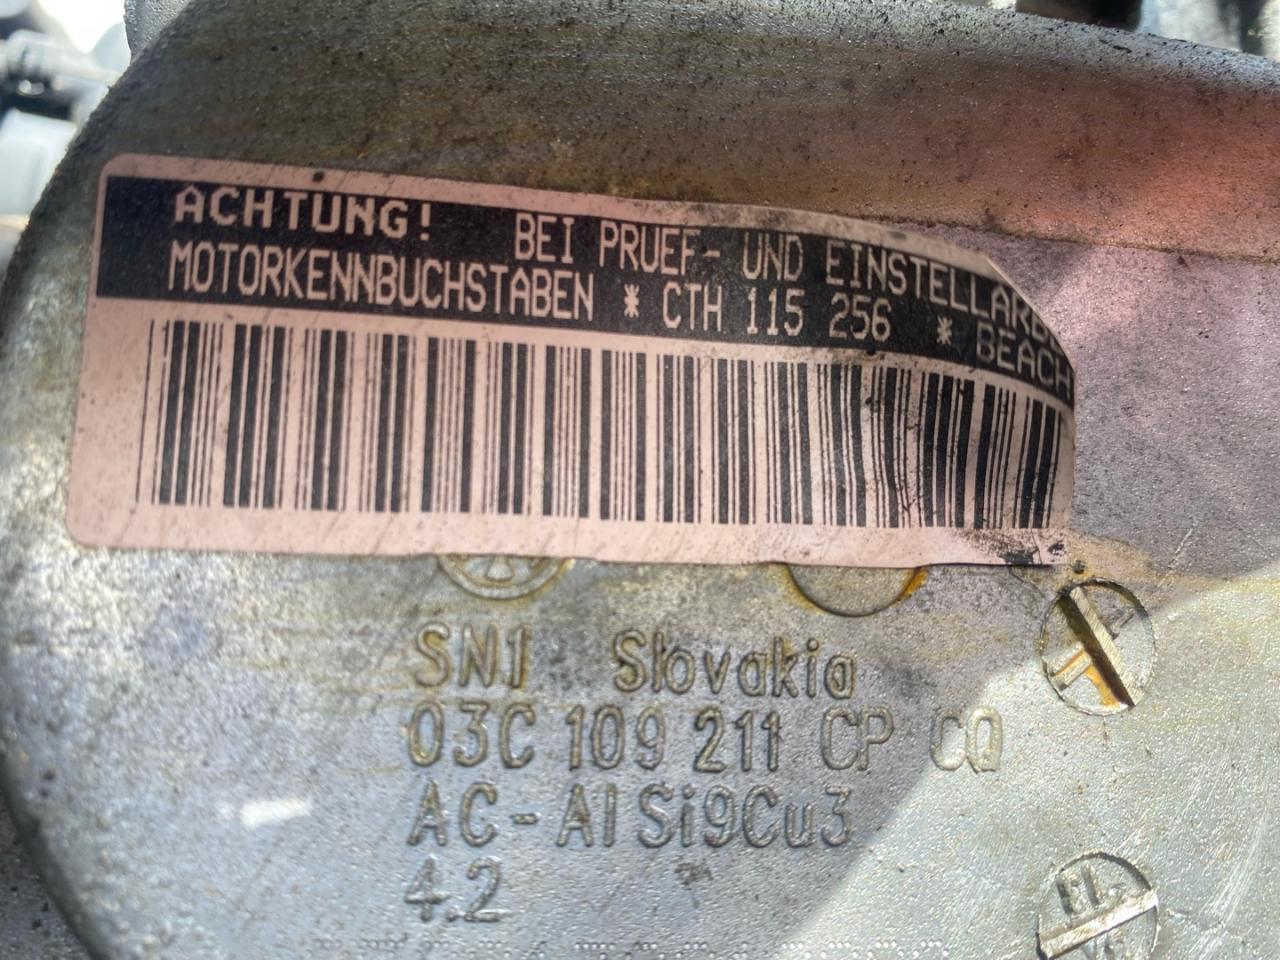 ACHTUNG! BEI PRUEF- UND EINSTELLARB
MOTORKENNBUCHSTABEN * CTH 115 256 * BEACHT
SN1 Slovakia
03C 109 211 CP CQ
AC-AlSi9Cu3
4.2